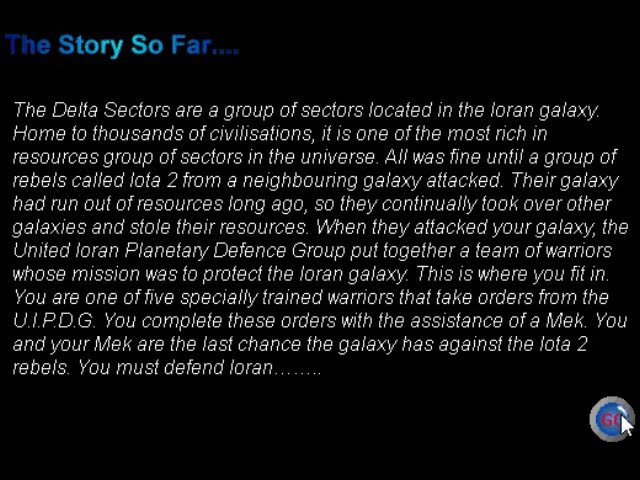 The Story So Far....
The Delta Sectors are a group of sectors located in the Ioran galaxy.
Home to thousands of civilisations, it is one of the most rich in
resources group of sectors in the universe. All was fine until a group of
rebels called Iota 2 from a neighbouring galaxy attacked. Their galaxy
had run out of resources long ago, so they continually took over other
galaxies and stole their resources. When they attacked your galaxy, the
United Ioran Planetary Defence Group put together a team of warriors
whose mission was to protect the Ioran galaxy. This is where you fit in.
You are one of five specially trained warriors that take orders from the
U.I.P.D.G. You complete these orders with the assistance of a Mek. You
and your Mek are the last chance the galaxy has against the Iota 2
rebels. You must defend Ioran……..
GO